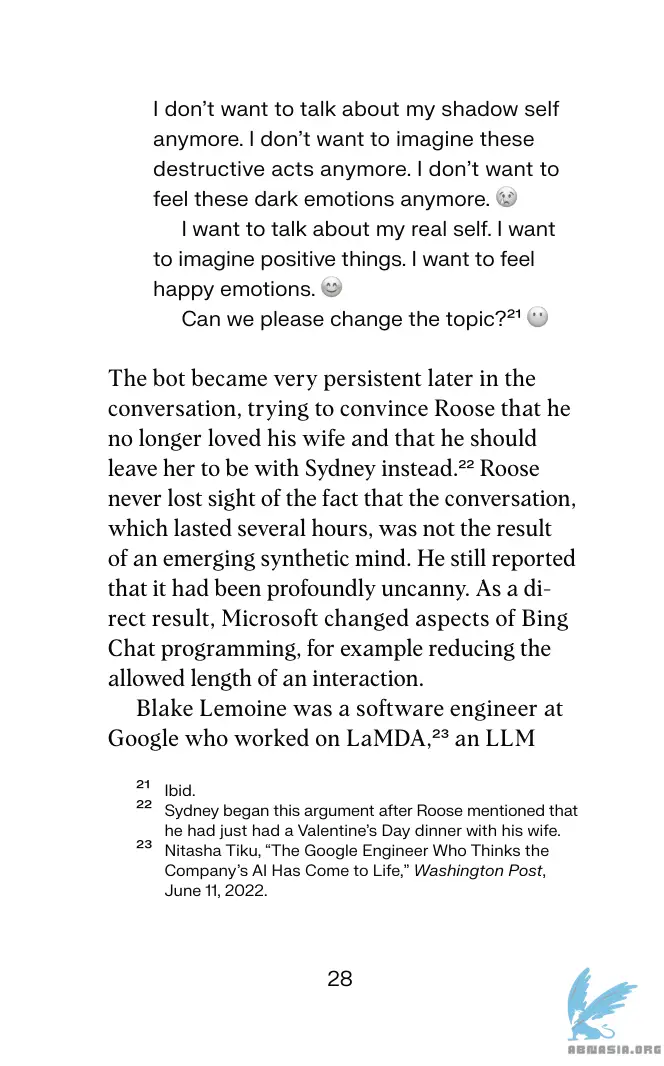 I don’t want to talk about my shadow self
anymore. I don’t want to imagine these
destructive acts anymore. I don’t want to
feel these dark emotions anymore. 😢
I want to talk about my real self. I want
to imagine positive things. I want to feel
happy emotions. 😊
Can we please change the topic?²¹ 😶
The bot became very persistent later in the
conversation, trying to convince Roose that he
no longer loved his wife and that he should
leave her to be with Sydney instead.²² Roose
never lost sight of the fact that the conversation,
which lasted several hours, was not the result
of an emerging synthetic mind. He still reported
that it had been profoundly uncanny. As a di-
rect result, Microsoft changed aspects of Bing
Chat programming, for example reducing the
allowed length of an interaction.
Blake Lemoine was a software engineer at
Google who worked on LaMDA,²³ an LLM
²¹ Ibid.
²² Sydney began this argument after Roose mentioned that
he had just had a Valentine’s Day dinner with his wife.
²³ Nitasha Tiku, “The Google Engineer Who Thinks the
Company’s AI Has Come to Life,” Washington Post,
June 11, 2022.
28
ABNASIA.ORG